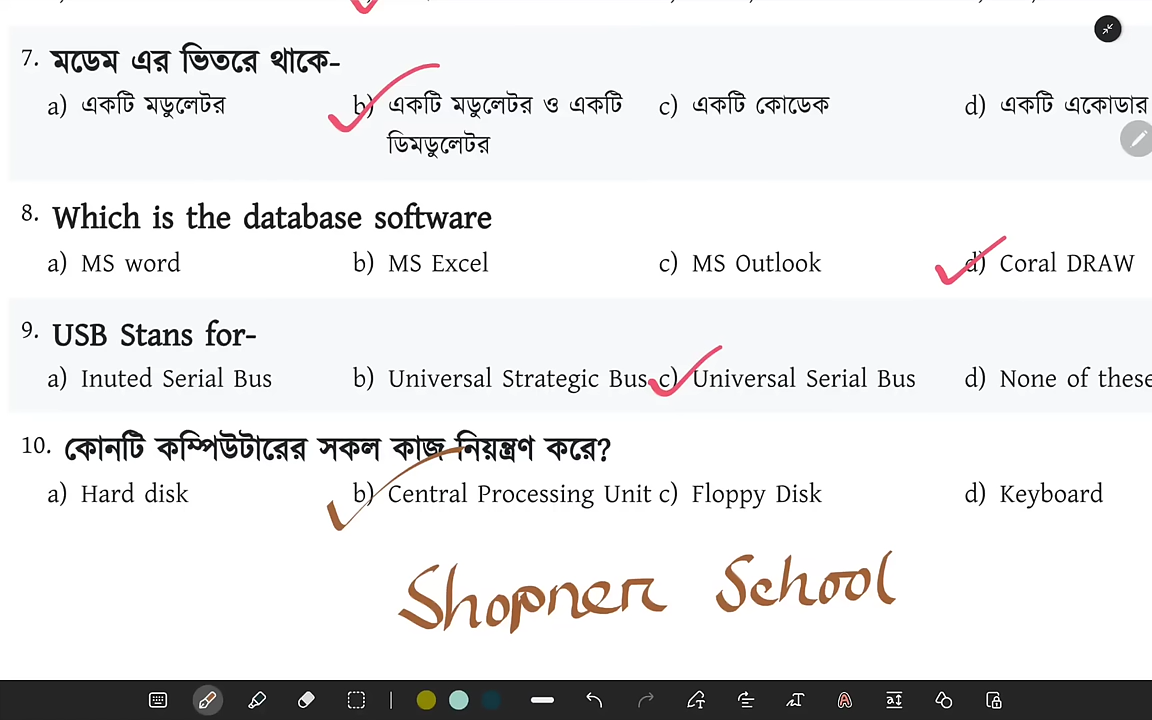 7. মডেম এর ভিতরে থাকে-
a) একটি মডুলেটর b) একটি মডুলেটর ও একটি ডিমডুলেটর c) একটি কোডেক d) একটি একোডার
8. Which is the database software
a) MS word b) MS Excel c) MS Outlook d) Coral DRAW
9. USB Stans for-
a) Inuted Serial Bus b) Universal Strategic Bus c) Universal Serial Bus d) None of these
10. কোনটি কম্পিউটারের সকল কাজ নিয়ন্ত্রণ করে?
a) Hard disk b) Central Processing Unit c) Floppy Disk d) Keyboard
Shopner School